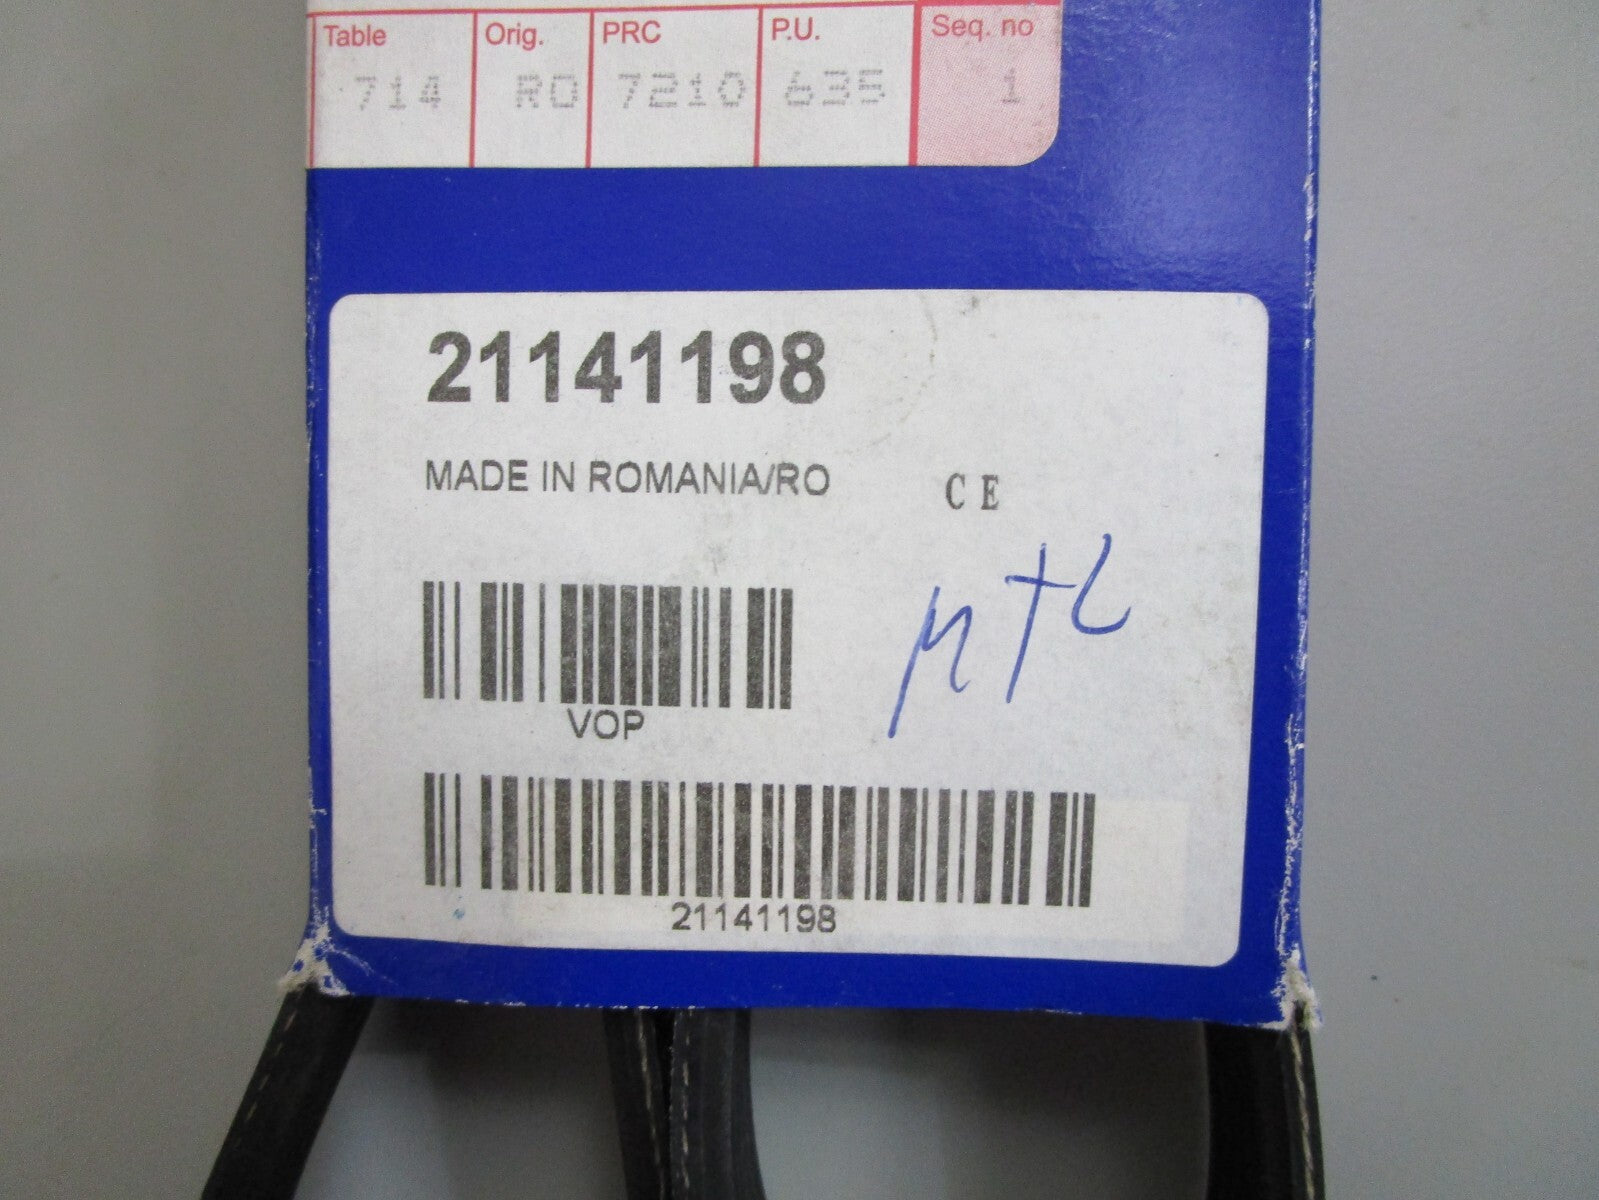 Table Orig. PRC P.U. Seq. no
714 RO 7210 635 1
21141198
MADE IN ROMANIA/RO CE
VOP
21141198